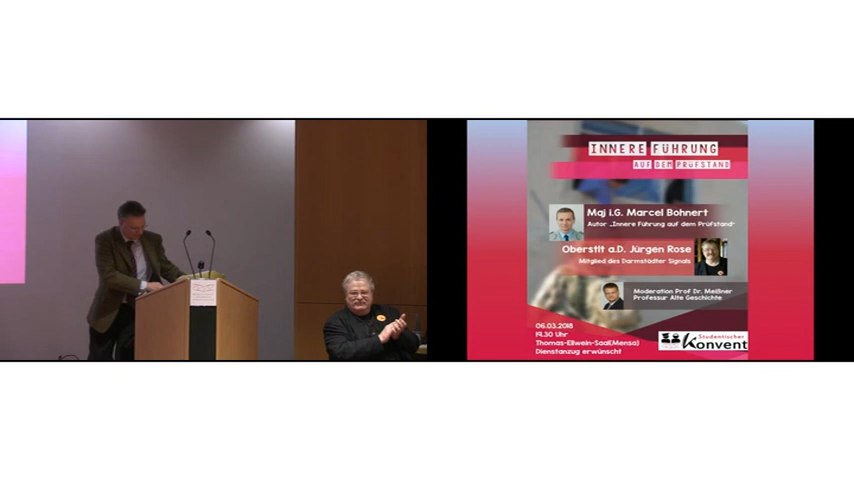 INNERE FÜHRUNG
AUF DEM PRÜFSTAND
Maj i.G. Marcel Bohnert
Autor „Innere Führung auf dem Prüfstand"
Oberstlt a.D. Jürgen Rose
Mitglied des Darmstädter Signals
Moderation Prof Dr. Meißner
Professur Alte Geschichte
06.03.2018
19.30 Uhr
Thomas-Ellwein-Saal(Mensa)
Dienstanzug erwünscht
Studentischer
Konvent